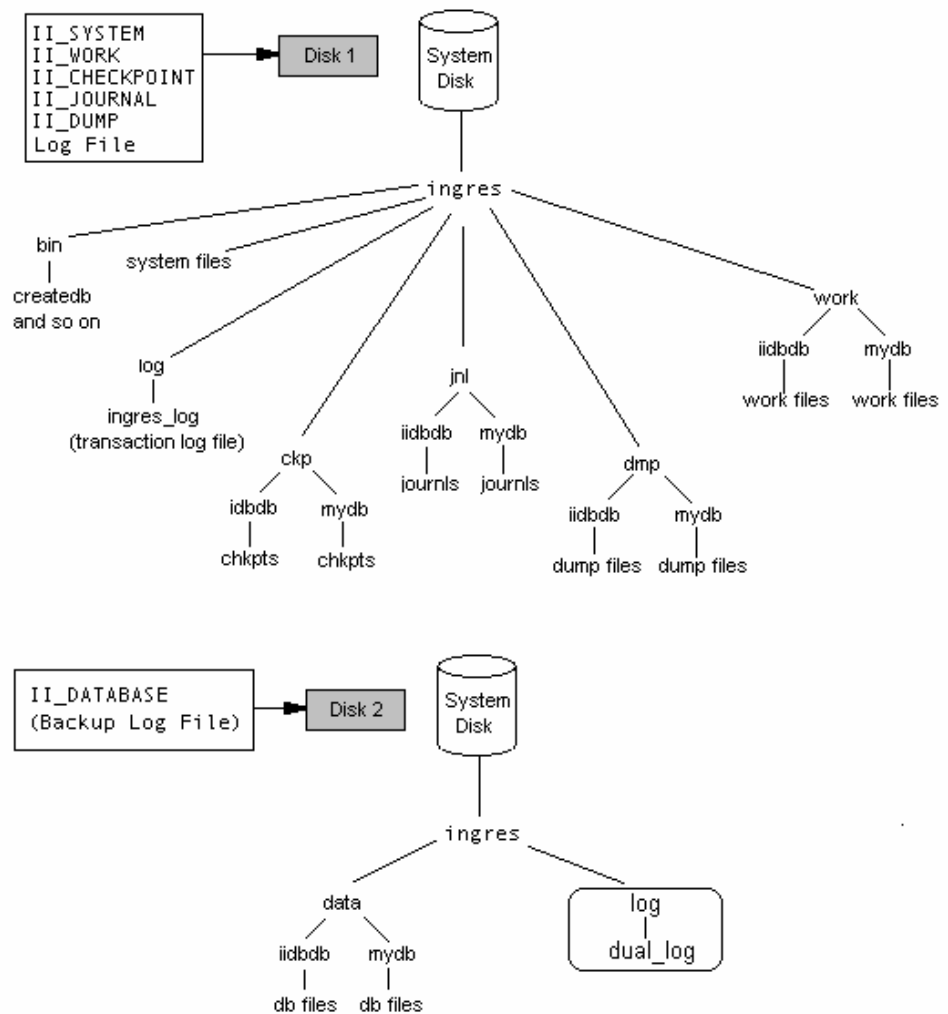 II_SYSTEM
II_WORK
II_CHECKPOINT
II_JOURNAL
II_DUMP
Log File
Disk 1
System
Disk
ingres
bin
system files
createdb
and so on
log
ingres_log
(transaction log file)
ckp
idbdb mydb
chkpts chkpts
jnl
iidbdb mydb
journls journls
dmp
iidbdb mydb
dump files dump files
work
iidbdb mydb
work files work files
II_DATABASE
(Backup Log File)
Disk 2
System
Disk
ingres
data
iidbdb mydb
db files db files
log
dual_log